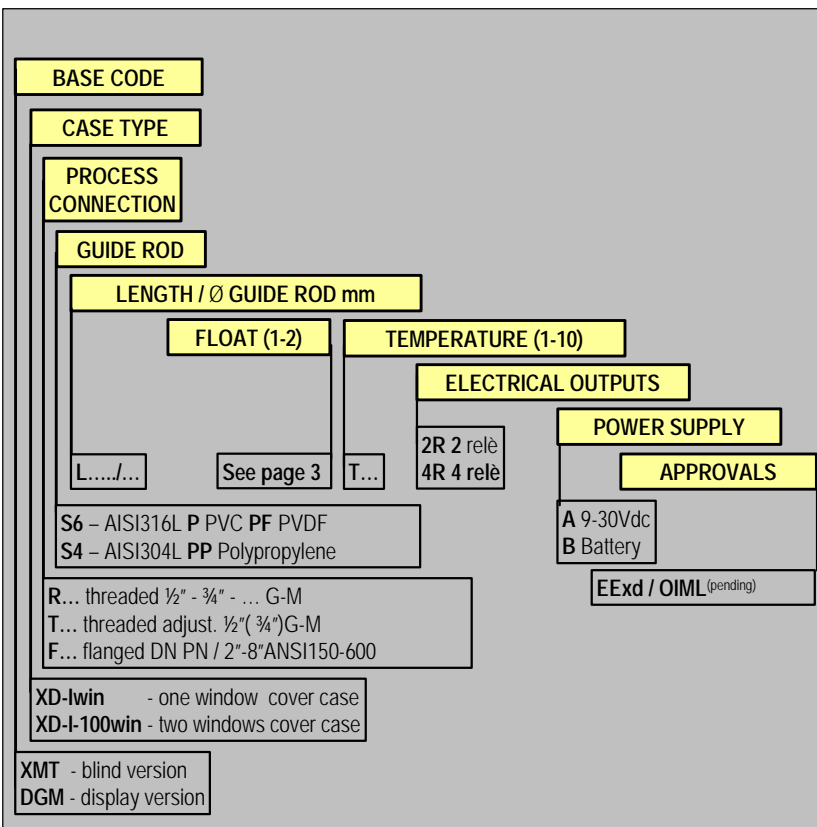 BASE CODE
CASE TYPE
PROCESS
CONNECTION
GUIDE ROD
LENGTH / Ø GUIDE ROD mm
FLOAT (1-2)
TEMPERATURE (1-10)
ELECTRICAL OUTPUTS
POWER SUPPLY
APPROVALS
L...../...
See page 3
T...
2R 2 relè
4R 4 relè
A 9-30Vdc
B Battery
EExd / OIML(pending)
S6 – AISI316L P PVC PF PVDF
S4 – AISI304L PP Polypropylene
R... threaded ½" - ¾" - ... G-M
T... threaded adjust. ½"( ¾")G-M
F... flanged DN PN / 2"-8"ANSI150-600
XD-Iwin - one window cover case
XD-I-100win - two windows cover case
XMT - blind version
DGM - display version